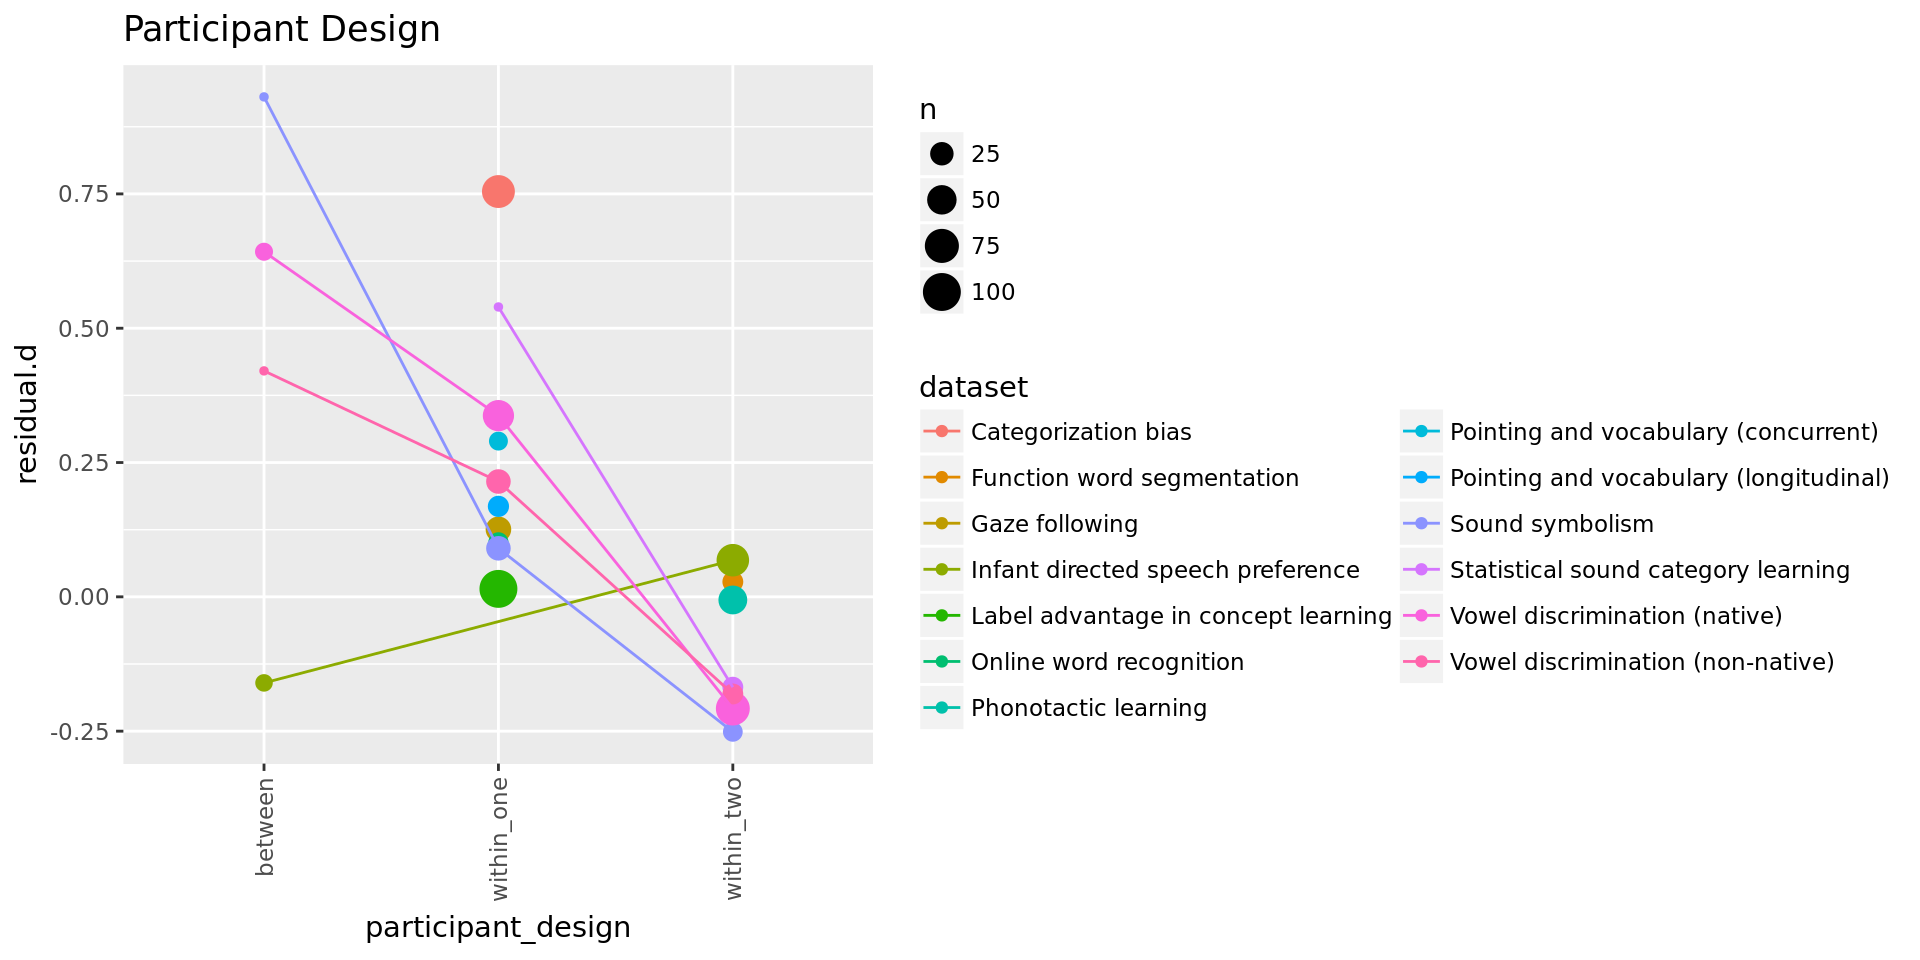 Participant Design
residual.d
0.75
0.50
0.25
0.00
-0.25
between
within_one
within_two
participant_design
n
25
50
75
100
dataset
Categorization bias
Function word segmentation
Gaze following
Infant directed speech preference
Label advantage in concept learning
Online word recognition
Phonotactic learning
Pointing and vocabulary (concurrent)
Pointing and vocabulary (longitudinal)
Sound symbolism
Statistical sound category learning
Vowel discrimination (native)
Vowel discrimination (non-native)